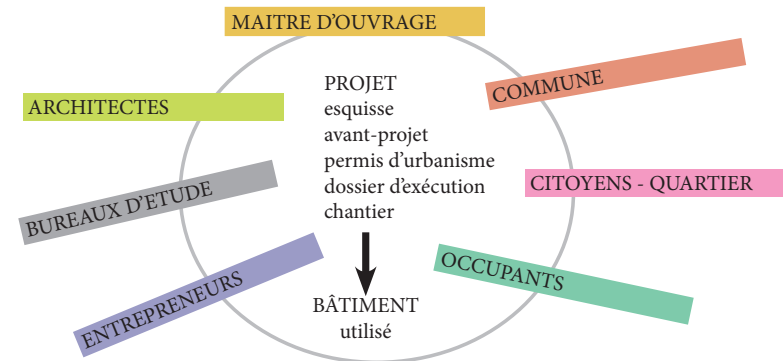 MAITRE D'OUVRAGE
COMMUNE
ARCHITECTES
PROJET
esquisse
avant-projet
permis d'urbanisme
dossier d'exécution
chantier
CITOYENS - QUARTIER
BUREAUX D'ETUDE
OCCUPANTS
ENTREPRENEURS
BÂTIMENT
utilisé